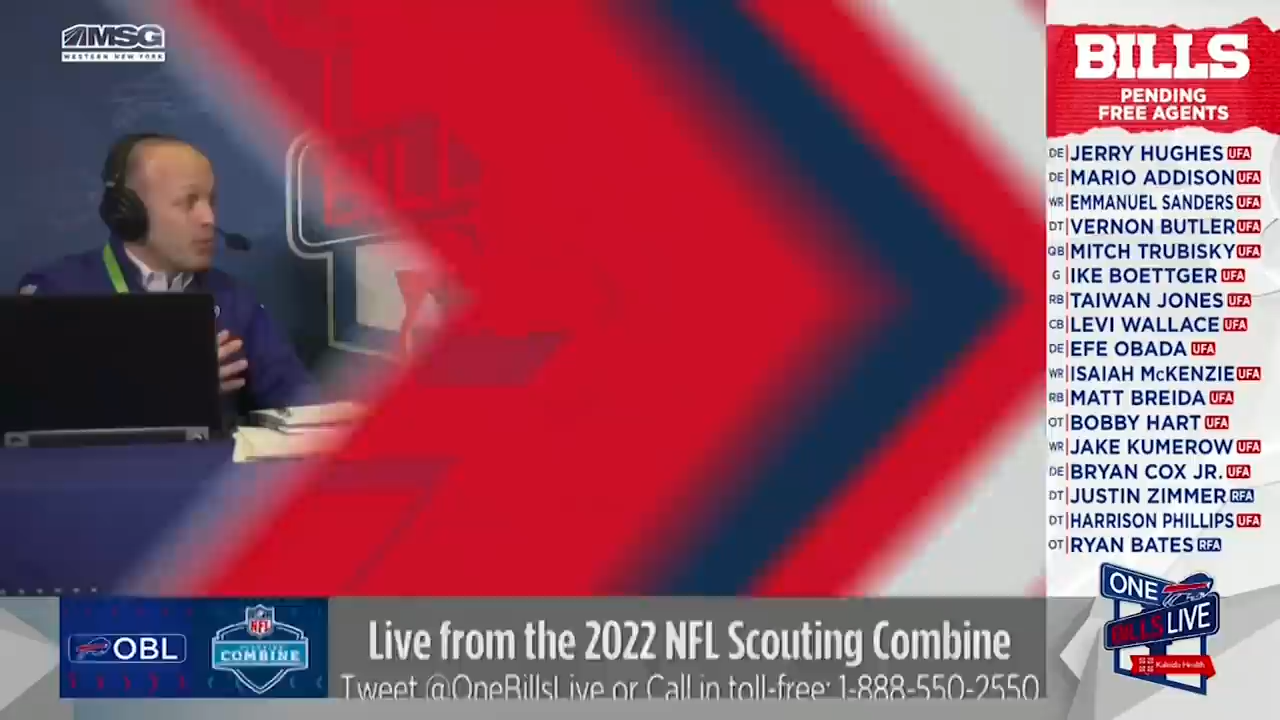 MSG
WESTERN NEW YORK
BILLS
PENDING
FREE AGENTS
DE JERRY HUGHES UFA
DE MARIO ADDISON UFA
WR EMMANUEL SANDERS UFA
DT VERNON BUTLER UFA
QB MITCH TRUBISKY UFA
G IKE BOETTGER UFA
RB TAIWAN JONES UFA
CB LEVI WALLACE UFA
DE EFE OBADA UFA
WR ISAIAH McKENZIE UFA
RB MATT BREIDA UFA
OT BOBBY HART UFA
WR JAKE KUMEROW UFA
DE BRYAN COX JR. UFA
DT JUSTIN ZIMMER RFA
DT HARRISON PHILLIPS UFA
OT RYAN BATES RFA
ONE
BILLS LIVE
Kaleida Health
OBL
NFL
COMBINE
Live from the 2022 NFL Scouting Combine
Tweet @OneBillsLive or Call in toll-free: 1-888-550-2550